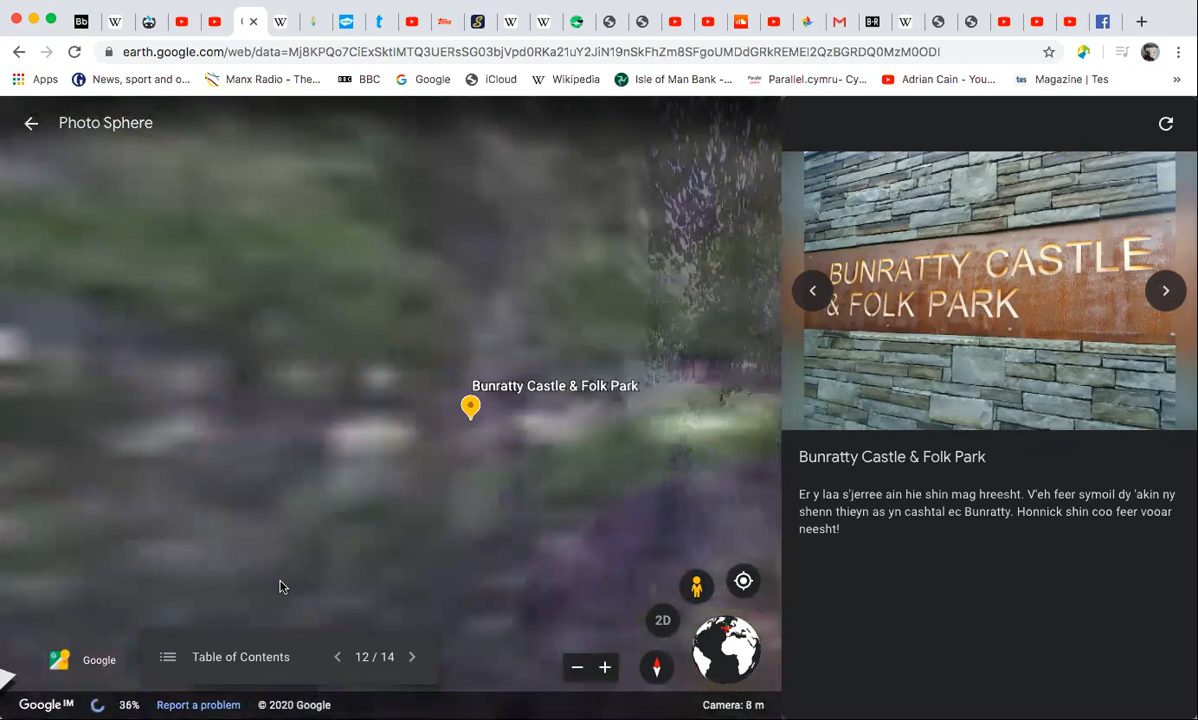 Bb
W
W
tes
S
W
W
B·R
W
earth.google.com/web/data=Mj8KPQo7CiExSktIMTQ3UERsSG03bjVpd0RKa21uY2JiN19nSkFhZm8SFgoUMDdGRkREMEI2QzBGRDQ0MzM0ODI
Apps
News, sport and o...
Manx Radio - The...
BBC
Google
iCloud
Wikipedia
Isle of Man Bank -...
Parallel.cymru- Cy...
Adrian Cain - You...
Magazine | Tes
»
Photo Sphere
BUNRATTY CASTLE
& FOLK PARK
Bunratty Castle & Folk Park
Bunratty Castle & Folk Park
Er y laa s'jerree ain hie shin mag hreesht. V'eh feer symoil dy 'akin ny
shenn thieyn as yn cashtal ec Bunratty. Honnick shin coo feer vooar
neesht!
2D
Google
Table of Contents
12 / 14
Google
36%
Report a problem
© 2020 Google
Camera: 8 m